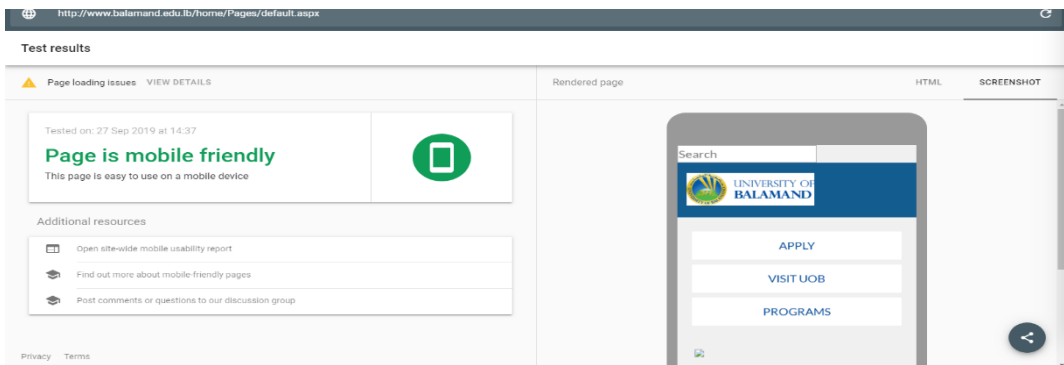 http://www.balamand.edu.lb/home/Pages/default.aspx
Test results
Page loading issues VIEW DETAILS
Tested on: 27 Sep 2019 at 14:37
Page is mobile friendly
This page is easy to use on a mobile device
Additional resources
Open site-wide mobile usability report
Find out more about mobile-friendly pages
Post comments or questions to our discussion group
Privacy Terms
Rendered page HTML SCREENSHOT
Search
UNIVERSITY OF
BALAMAND
APPLY
VISIT UOB
PROGRAMS